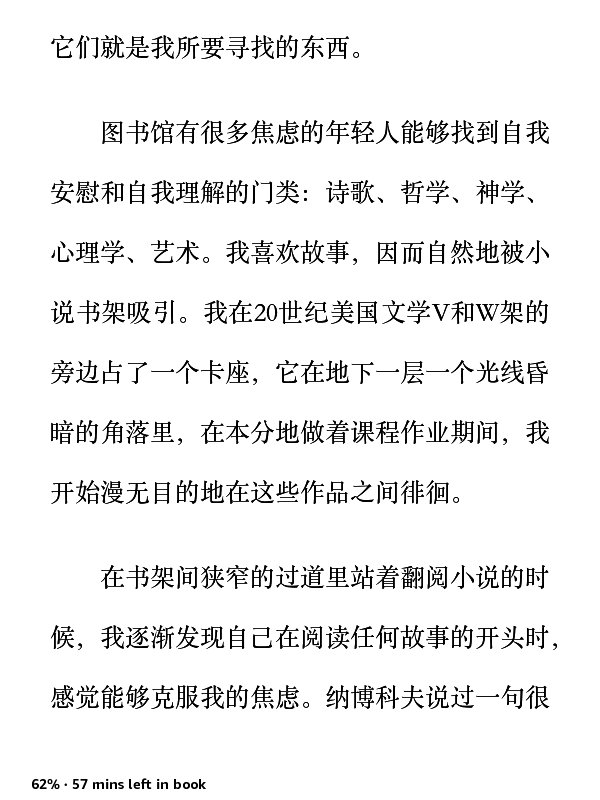 它们就是我所要寻找的东西。
图书馆有很多焦虑的年轻人能够找到自我
安慰和自我理解的门类：诗歌、哲学、神学、
心理学、艺术。我喜欢故事，因而自然地被小
说书架吸引。我在20世纪美国文学V和W架的
旁边占了一个卡座，它在地下一层一个光线昏
暗的角落里，在本分地做着课程作业期间，我
开始漫无目的地在这些作品之间徘徊。
在书架间狭窄的过道里站着翻阅小说的时
候，我逐渐发现自己在阅读任何故事的开头时，
感觉能够克服我的焦虑。纳博科夫说过一句很
62% · 57 mins left in book